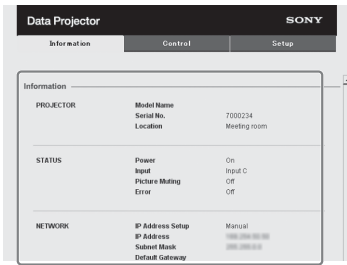 Data Projector SONY
Information Control Setup
Information
PROJECTOR Model Name
Serial No. 7000234
Location Meeting room
STATUS Power On
Input Input C
Picture Muting Off
Error Off
NETWORK IP Address Setup Manual
IP Address
Subnet Mask
Default Gateway